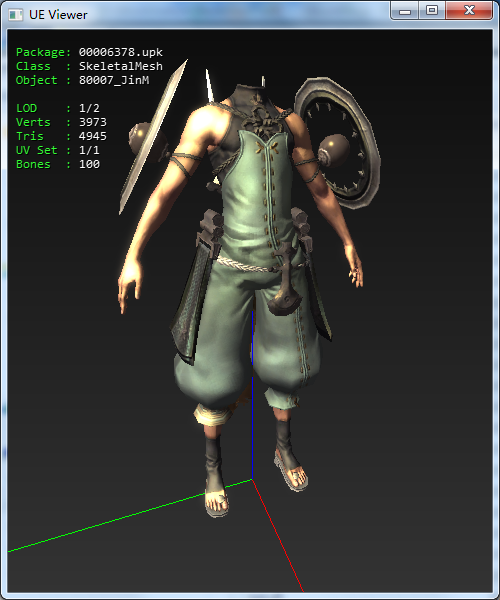 UE Viewer
Package: 00006378.upk
Class : SkeletalMesh
Object : 80007_JinM
LOD : 1/2
Verts : 3973
Tris : 4945
UV Set : 1/1
Bones : 100